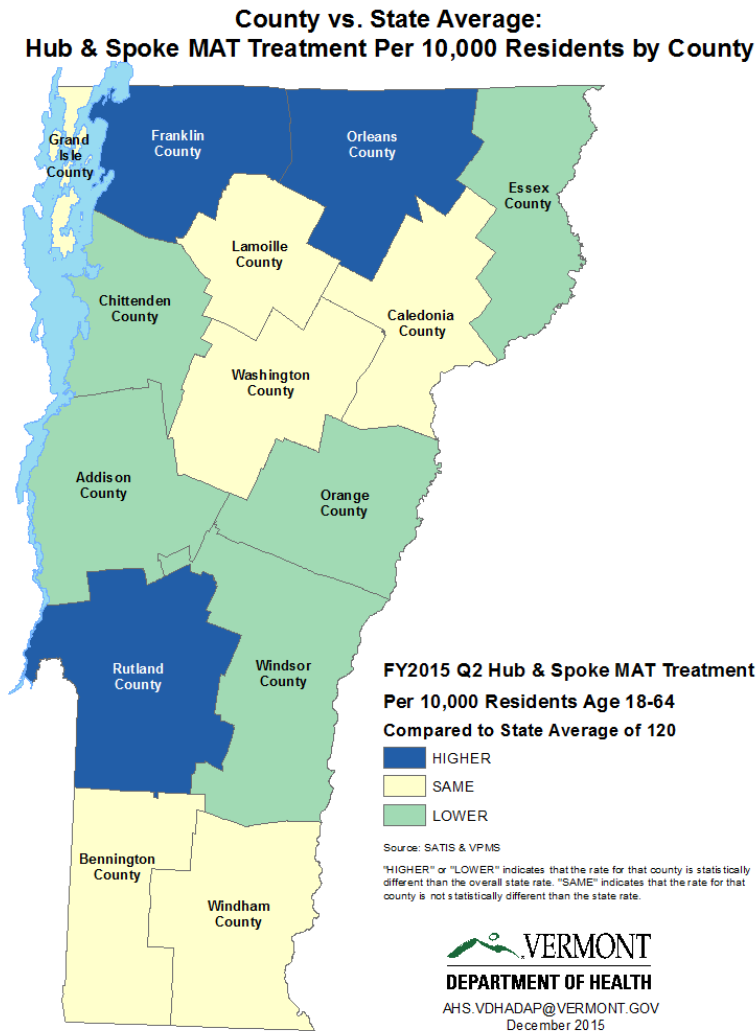 County vs. State Average:
Hub & Spoke MAT Treatment Per 10,000 Residents by County
Grand
Isle
County
Franklin
County
Orleans
County
Essex
County
Lamoille
County
Chittenden
County
Caledonia
County
Washington
County
Addison
County
Orange
County
Rutland
County
Windsor
County
Bennington
County
Windham
County
FY2015 Q2 Hub & Spoke MAT Treatment
Per 10,000 Residents Age 18-64
Compared to State Average of 120
HIGHER
SAME
LOWER
Source: SATIS & VPMS
"HIGHER" or "LOWER" indicates that the rate for that county is statistically
different than the overall state rate. "SAME" indicates that the rate for that
county is not statistically different than the state rate.
VERMONT
DEPARTMENT OF HEALTH
AHS.VDHADAP@VERMONT.GOV
December 2015